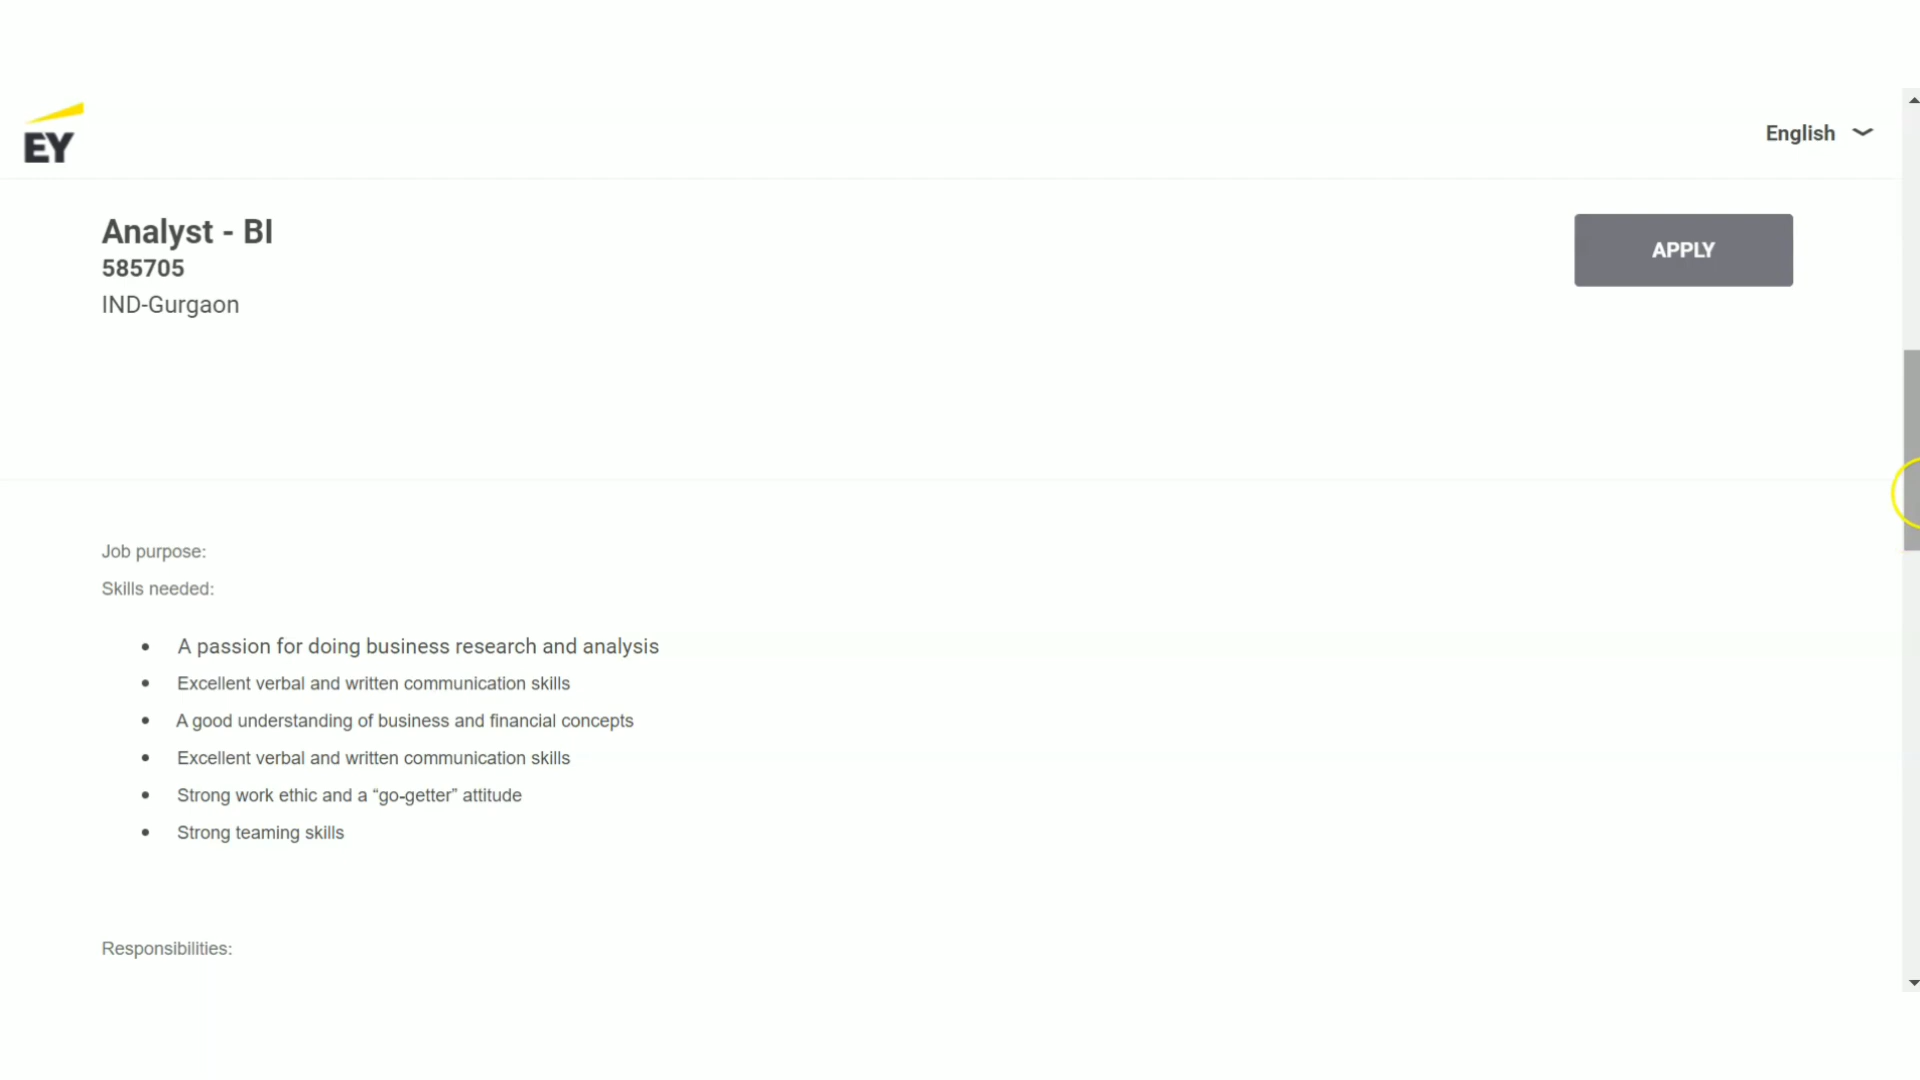 EY
English
Analyst - BI
APPLY
585705
IND-Gurgaon
Job purpose:
Skills needed:
• A passion for doing business research and analysis
• Excellent verbal and written communication skills
• A good understanding of business and financial concepts
• Excellent verbal and written communication skills
• Strong work ethic and a “go-getter” attitude
• Strong teaming skills
Responsibilities: